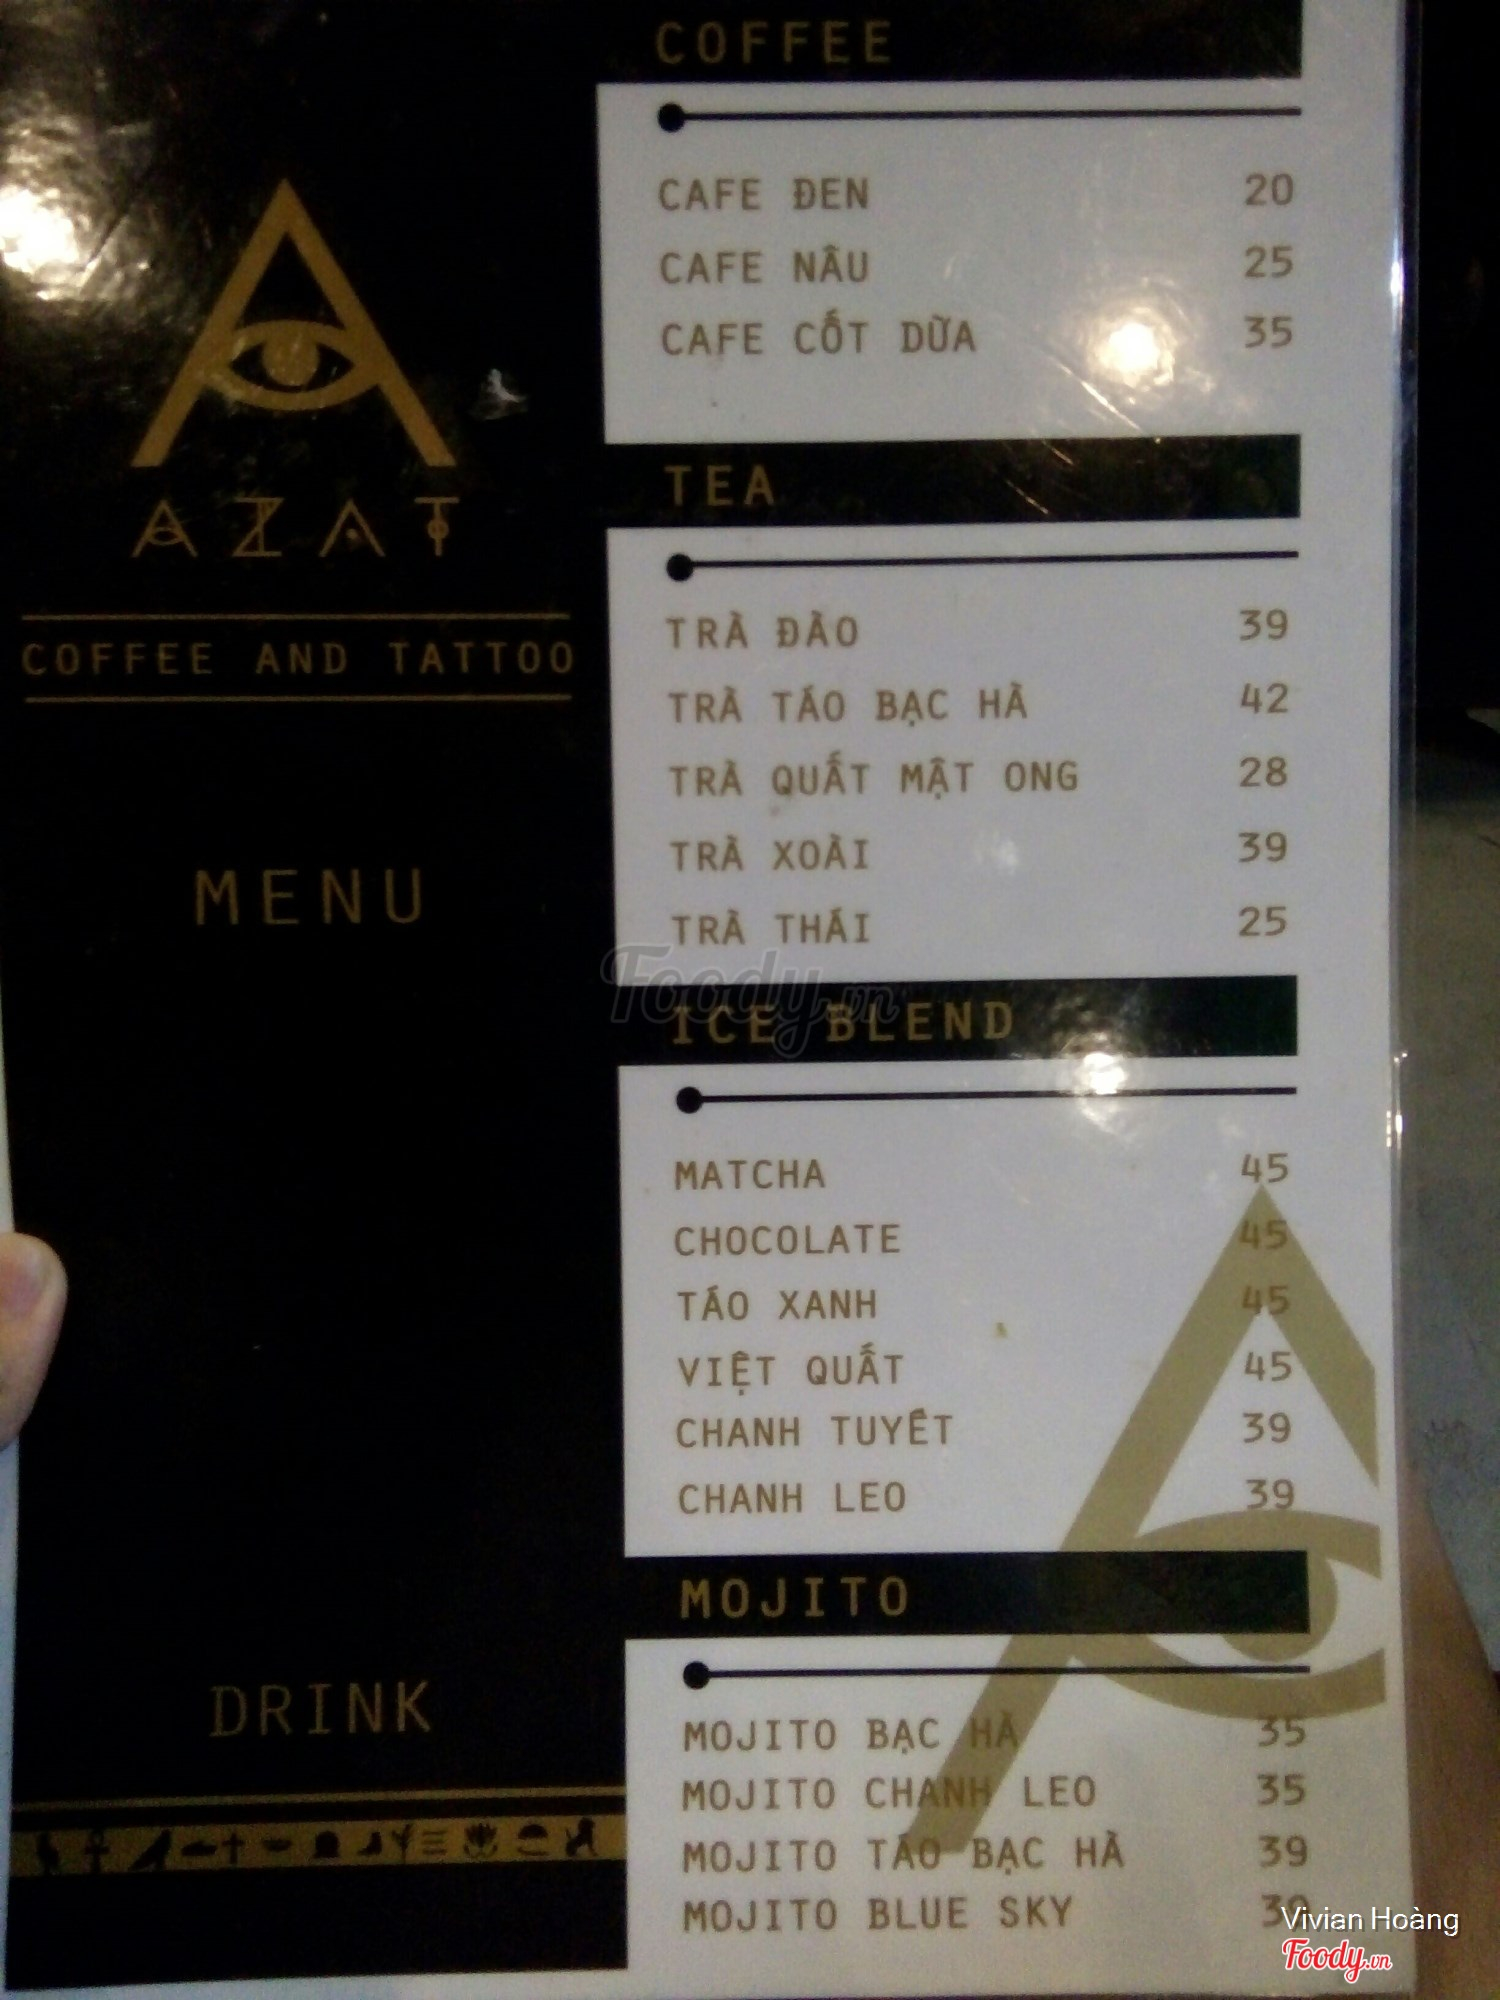 AZAT
COFFEE AND TATTOO
MENU
DRINK
COFFEE
CAFE ĐEN 20
CAFE NÂU 25
CAFE CỐT DỪA 35
TEA
TRÀ ĐÀO 39
TRÀ TÁO BẠC HÀ 42
TRÀ QUẤT MẬT ONG 28
TRÀ XOÀI 39
TRÀ THÁI 25
Foody.vn
ICE BLEND
MATCHA 45
CHOCOLATE 45
TÁO XANH 45
VIỆT QUẤT 45
CHANH TUYẾT 39
CHANH LEO 39
MOJITO
MOJITO BẠC HÀ 35
MOJITO CHANH LEO 35
MOJITO TÁO BẠC HÀ 39
MOJITO BLUE SKY
Vivian Hoàng
Foody.vn